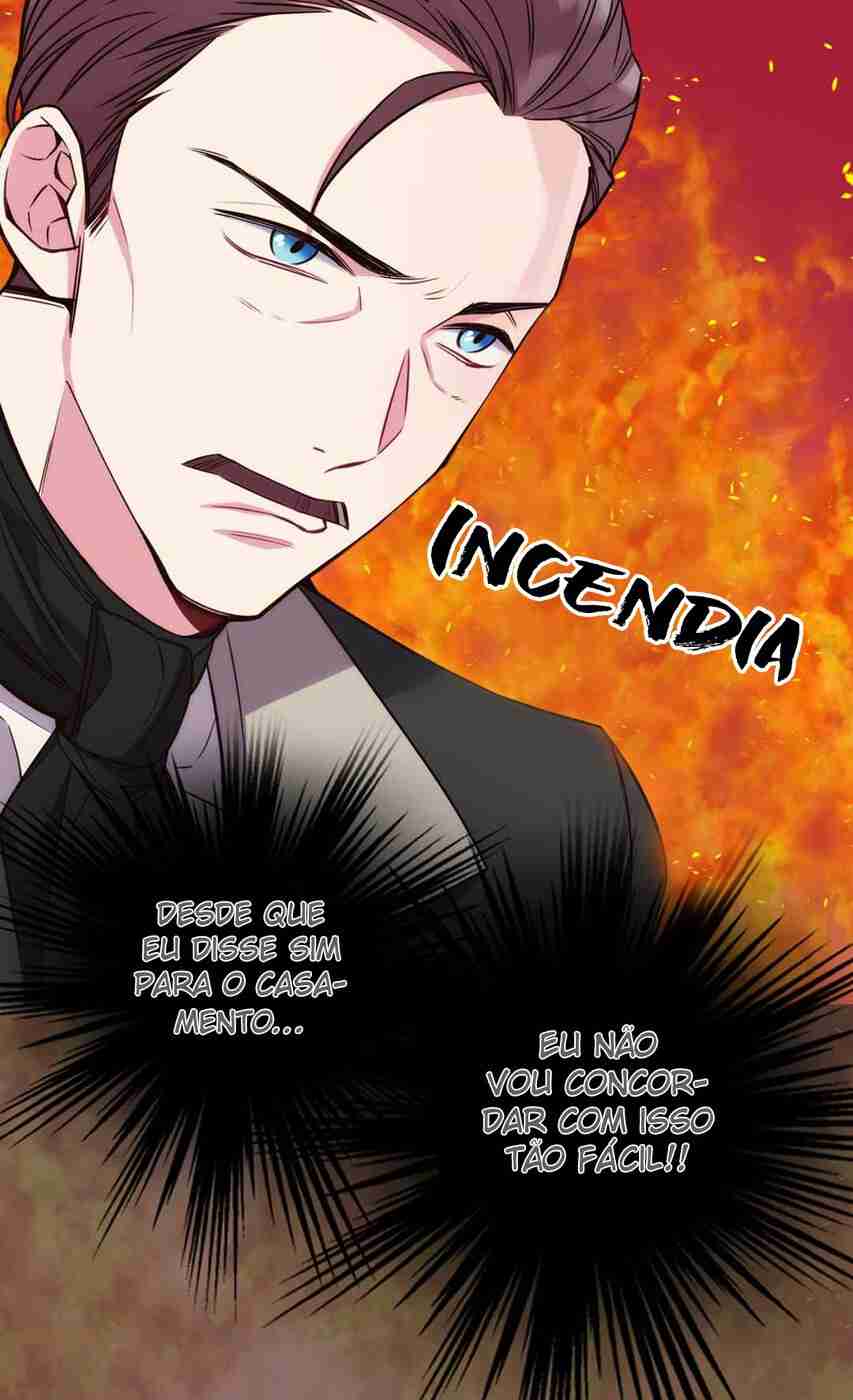 INCENDIA
DESDE QUE
EU DISSE SIM
PARA O CASA-
MENTO...
EU NÃO
VOU CONCOR-
DAR COM ISSO
TÃO FÁCIL!!